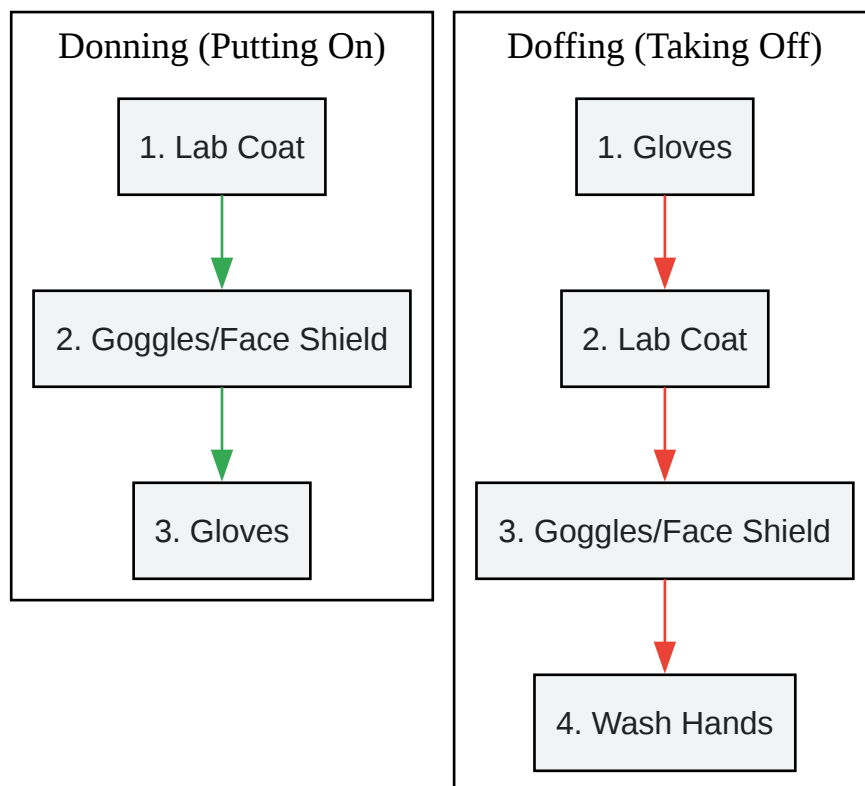 Donning (Putting On)
1. Lab Coat
2. Goggles/Face Shield
3. Gloves
Doffing (Taking Off)
1. Gloves
2. Lab Coat
3. Goggles/Face Shield
4. Wash Hands